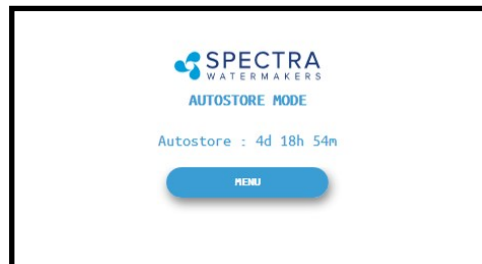 SPECTRA
WATERMAKERS
AUTOSTORE MODE
Autostore : 4d 18h 54m
MENU